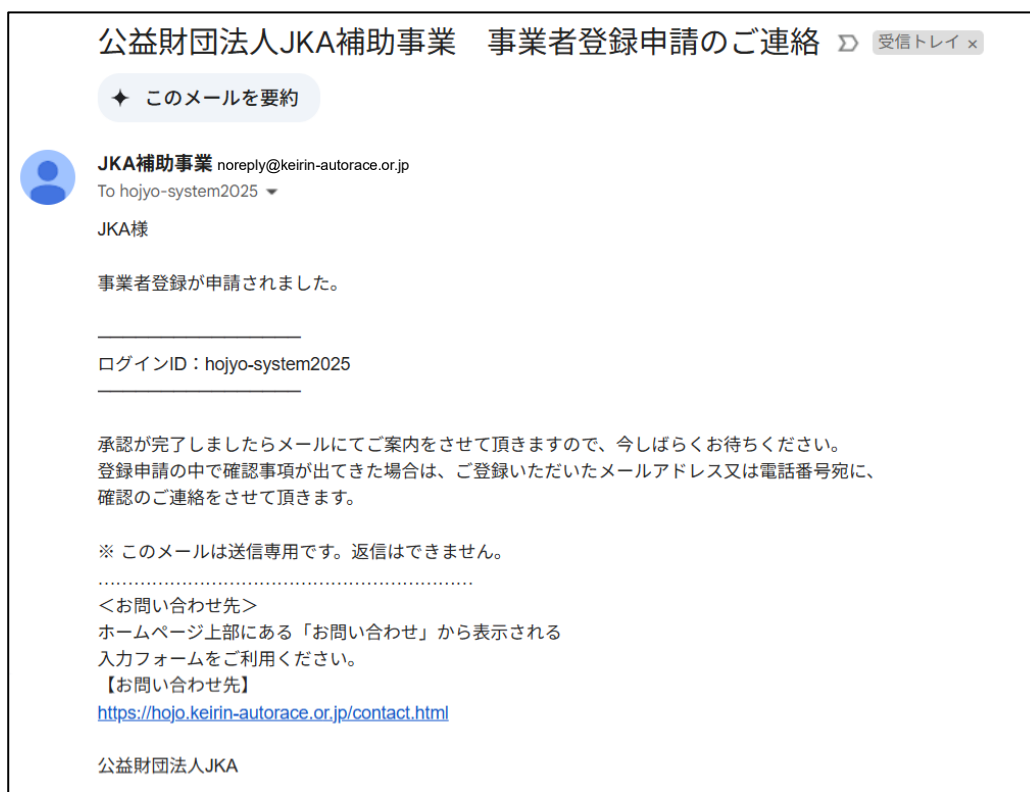 公益財団法人JKA補助事業　事業者登録申請のご連絡 受信トレイ ×
このメールを要約
JKA補助事業 noreply@keirin-autorace.or.jp
To hojyo-system2025
JKA様
事業者登録が申請されました。
ログインID：hojyo-system2025
承認が完了しましたらメールにてご案内をさせて頂きますので、今しばらくお待ちください。
登録申請の中で確認事項が出てきた場合は、ご登録いただいたメールアドレス又は電話番号宛に、
確認のご連絡をさせて頂きます。
※ このメールは送信専用です。返信はできません。
＜お問い合わせ先＞
ホームページ上部にある「お問い合わせ」から表示される
入力フォームをご利用ください。
【お問い合わせ先】
https://hojo.keirin-autorace.or.jp/contact.html
公益財団法人JKA